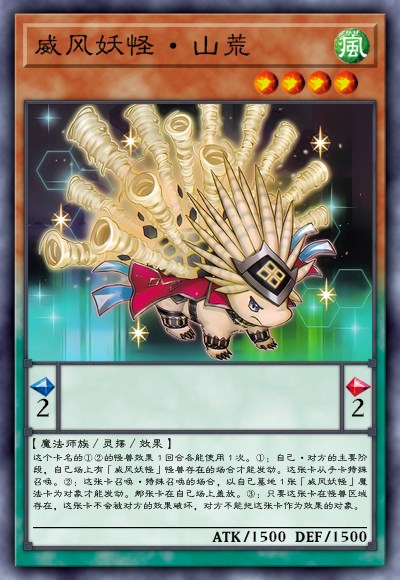 威风妖怪・山荒
風
2
2
【魔法师族／灵摆／效果】
这个卡名的①②的怪兽效果1回合各能使用1次。①：自己・对方的主要阶
段，自己场上有「威风妖怪」怪兽存在的场合才能发动。这张卡从手卡特殊
召唤。②：这张卡召唤・特殊召唤的场合，以自己墓地1张「威风妖怪」魔
法卡为对象才能发动。那张卡在自己场上盖放。③：只要这张卡在怪兽区域
存在，这张卡不会被对方的效果破坏，对方不能把这张卡作为效果的对象。
ATK/1500 DEF/1500